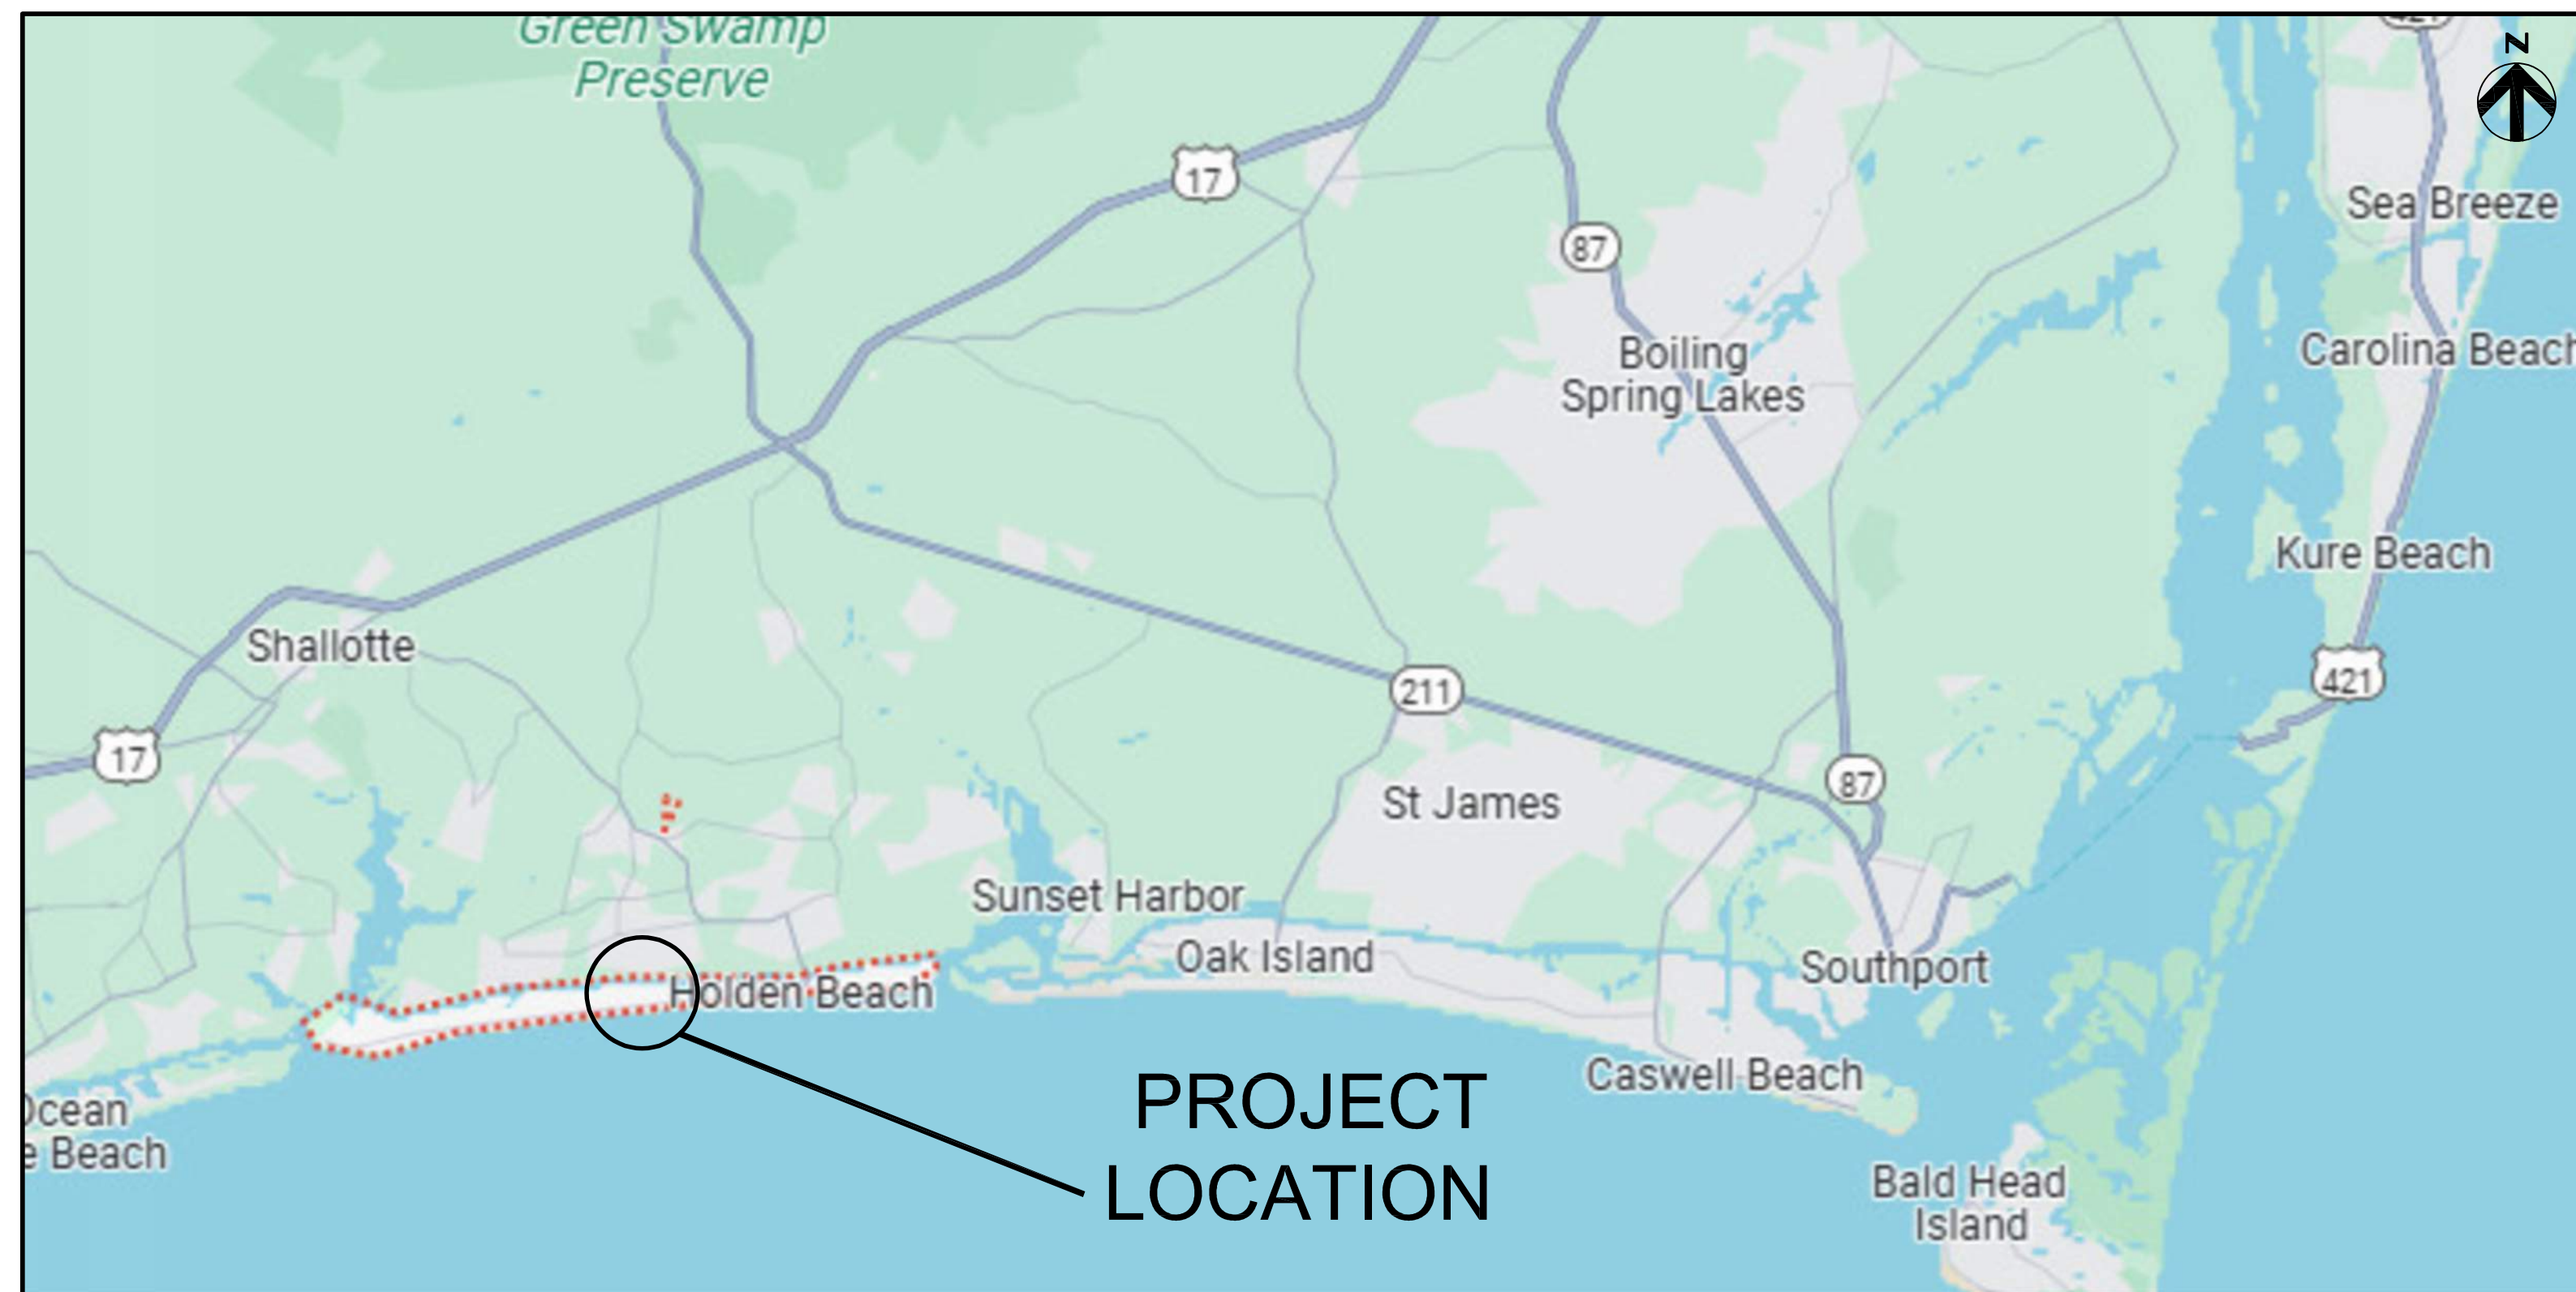 Green Swamp
Preserve
421
N
17
87
Sea Breeze
Boiling
Spring Lakes
Carolina Beach
Kure Beach
Shallotte
421
211
17
87
St James
Sunset Harbor
Oak Island
Southport
Holden Beach
Caswell Beach
PROJECT
LOCATION
Ocean
e Beach
Bald Head
Island